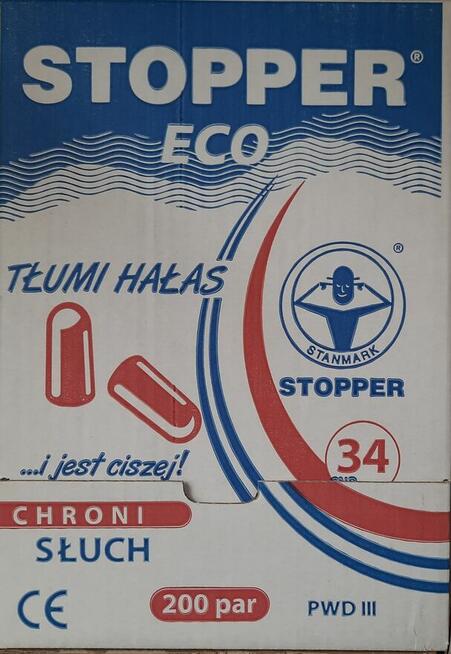 STOPPER®
ECO
TŁUMI HAŁAS
®
STANMARK
STOPPER
...i jest ciszej!
34
CHRONI
SŁUCH
CE
200 par
PWD III